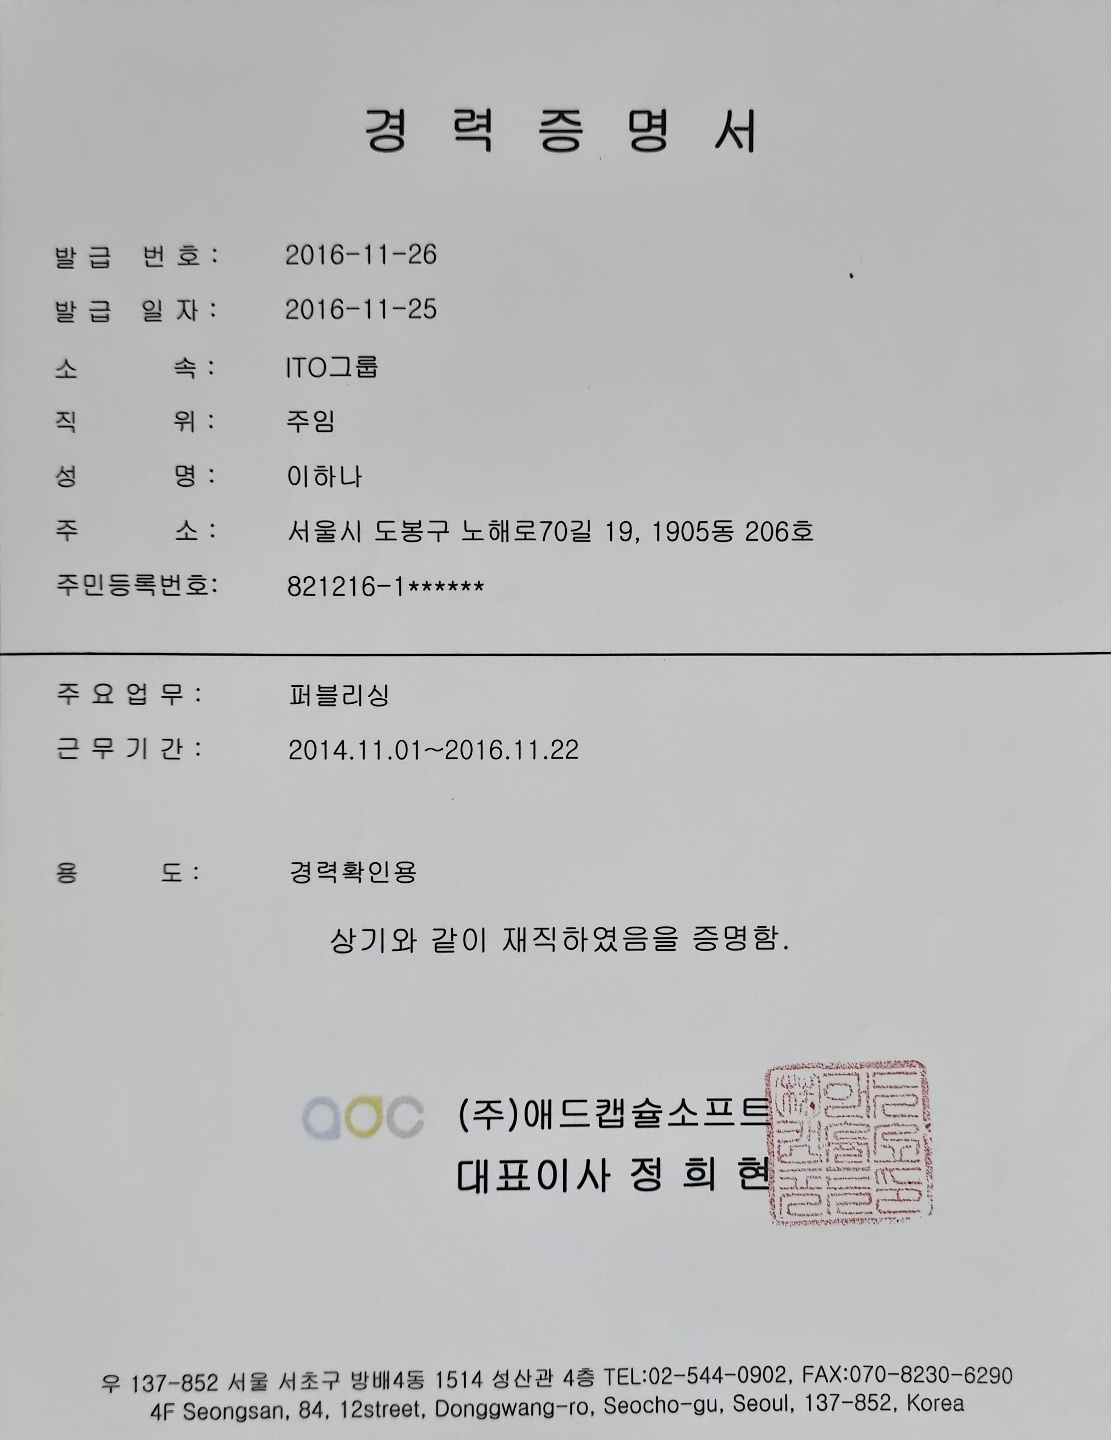 경 력 증 명 서
발 급 번 호 : 2016-11-26
발 급 일 자 : 2016-11-25
소 속 : ITO그룹
직 위 : 주임
성 명 : 이하나
주 소 : 서울시 도봉구 노해로70길 19, 1905동 206호
주민등록번호: 821216-1******
주 요 업 무 : 퍼블리싱
근 무 기 간 : 2014.11.01~2016.11.22
용 도 : 경력확인용
상기와 같이 재직하였음을 증명함.
aoc (주)애드캡슐소프트
대표이사 정 희 현
우 137-852 서울 서초구 방배4동 1514 성산관 4층 TEL:02-544-0902, FAX:070-8230-6290
4F Seongsan, 84, 12street, Donggwang-ro, Seocho-gu, Seoul, 137-852, Korea